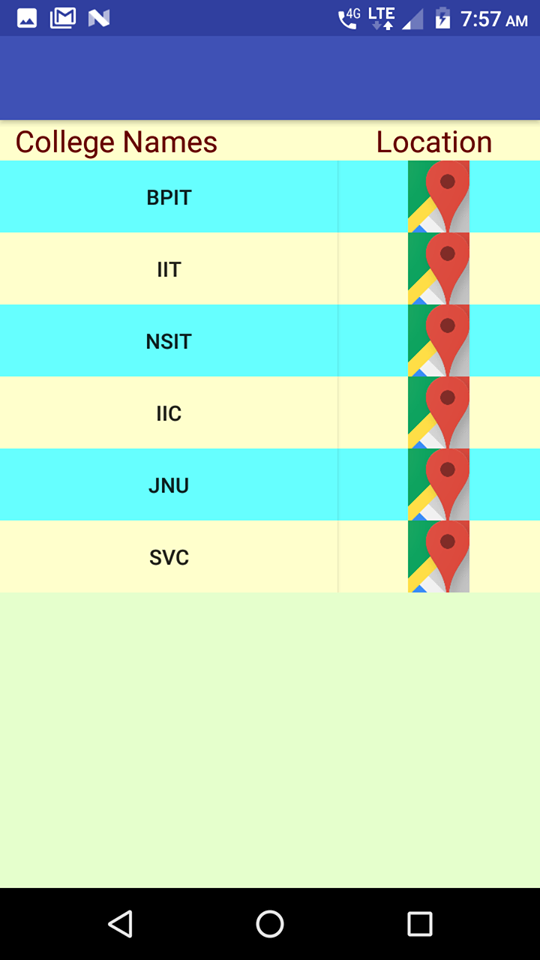 4G LTE 7:57 AM
College Names Location
BPIT
IIT
NSIT
IIC
JNU
SVC